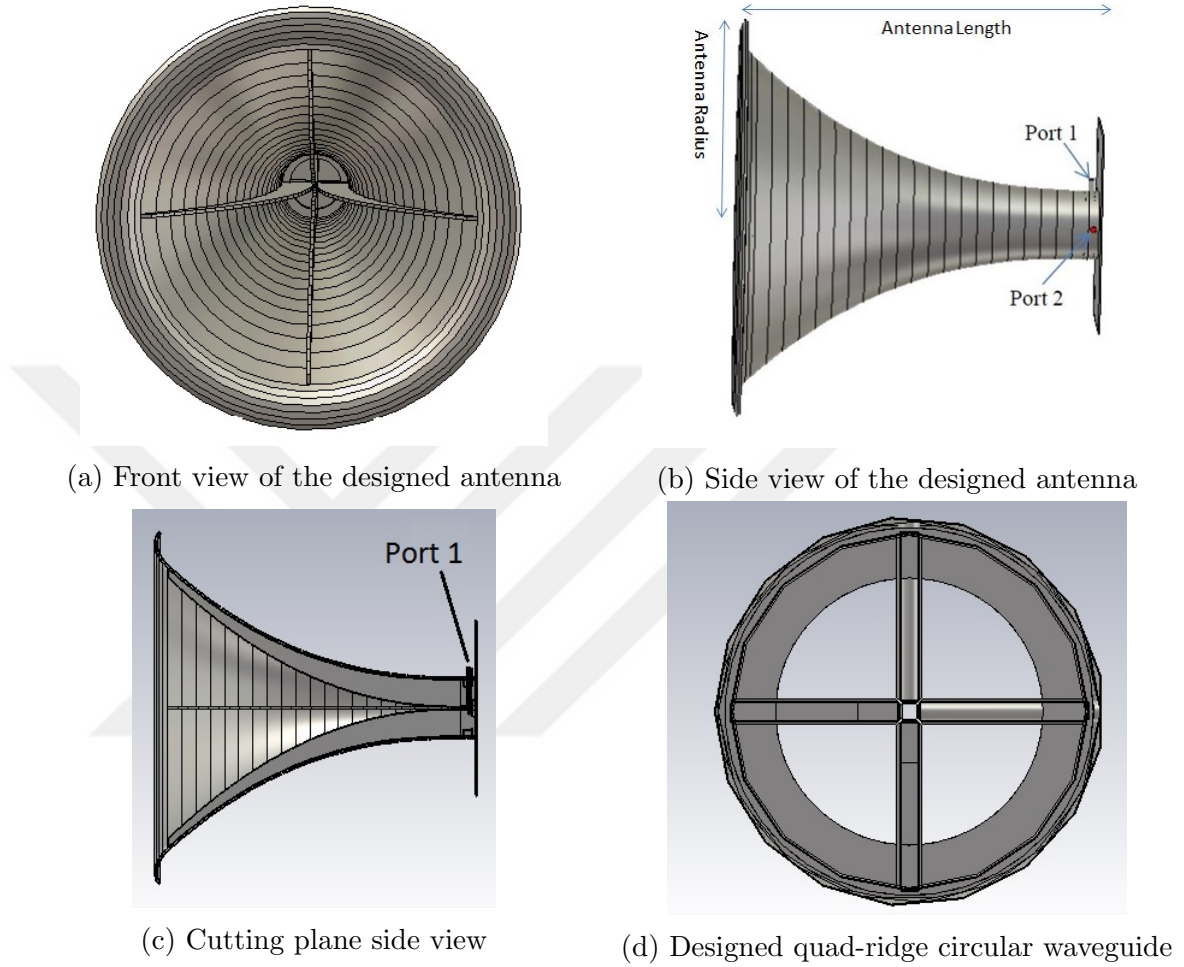 Antenna Length
Antenna Radius
Port 1
Port 2
(a) Front view of the designed antenna
(b) Side view of the designed antenna
Port 1
(c) Cutting plane side view
(d) Designed quad-ridge circular waveguide